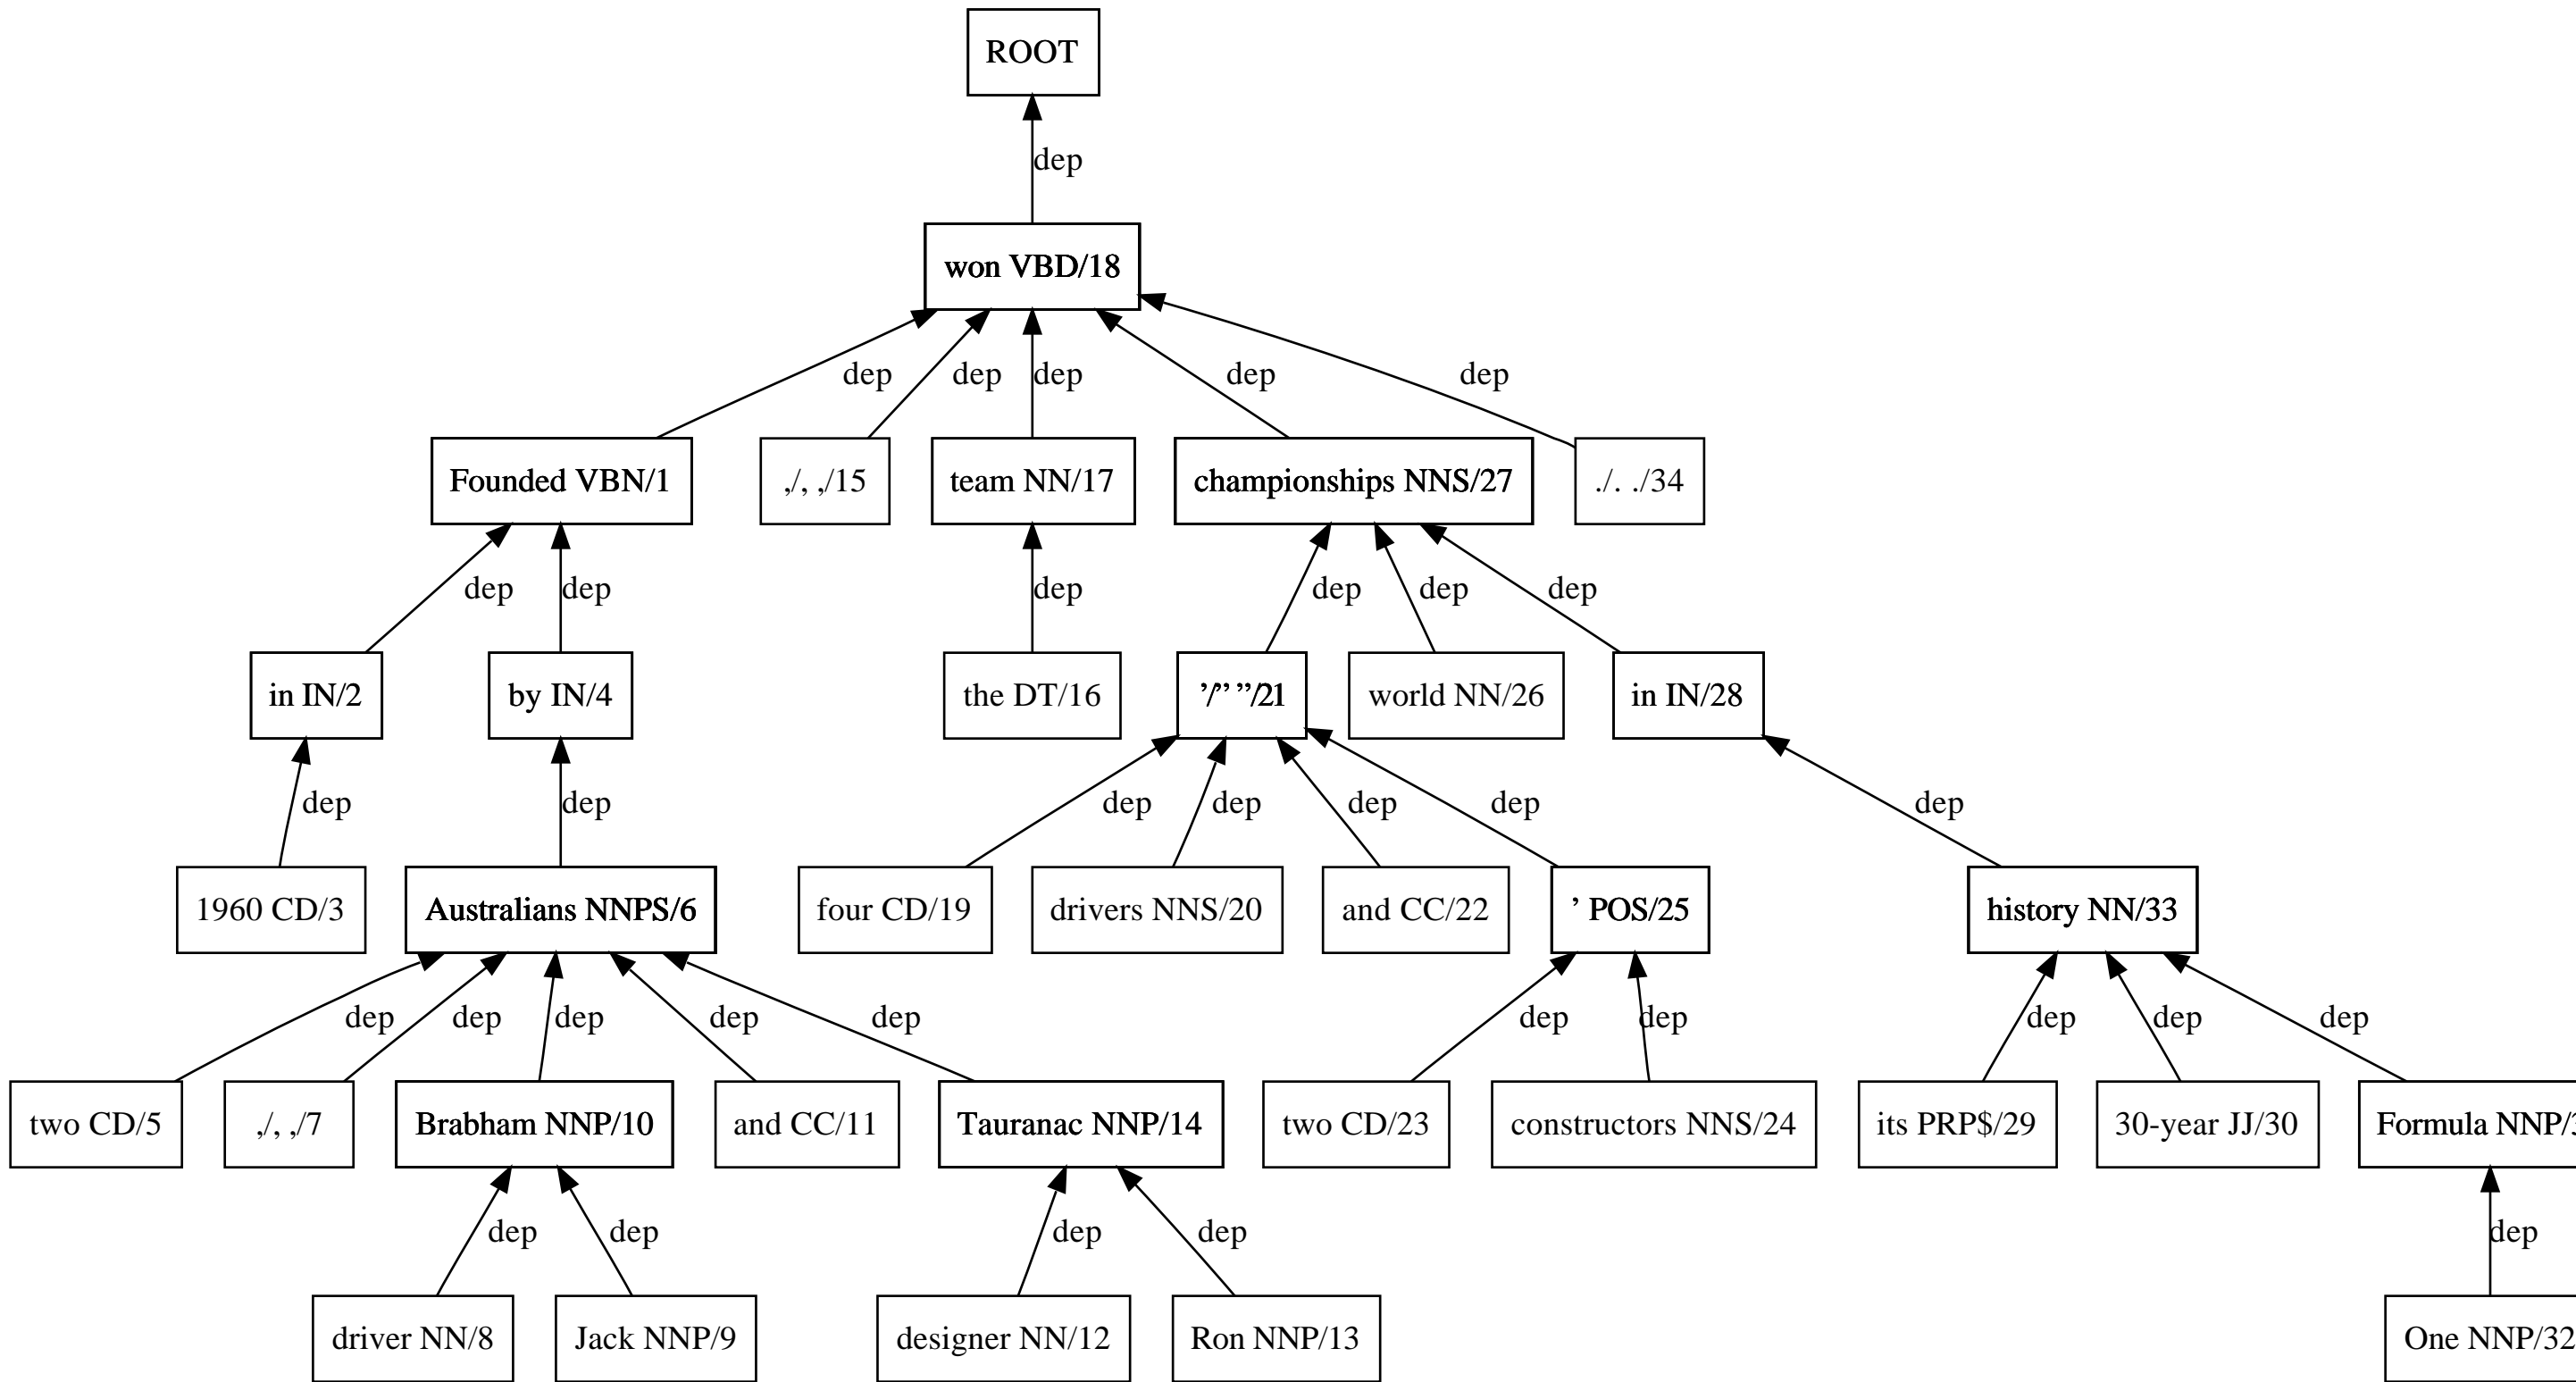 ROOT
dep
won VBD/18
dep dep dep dep dep
Founded VBN/1 ,/, ,/15 team NN/17 championships NNS/27 ./. ./34
dep dep dep dep dep dep
in IN/2 by IN/4 the DT/16 ’/’’ ’’/21 world NN/26 in IN/28
dep dep dep dep dep dep dep
1960 CD/3 Australians NNPS/6 four CD/19 drivers NNS/20 and CC/22 ’ POS/25 history NN/33
dep dep dep dep dep dep dep dep dep dep
two CD/5 ,/, ,/7 Brabham NNP/10 and CC/11 Tauranac NNP/14 two CD/23 constructors NNS/24 its PRP$/29 30-year JJ/30 Formula
dep dep dep dep dep
driver NN/8 Jack NNP/9 designer NN/12 Ron NNP/13 One NNP/32